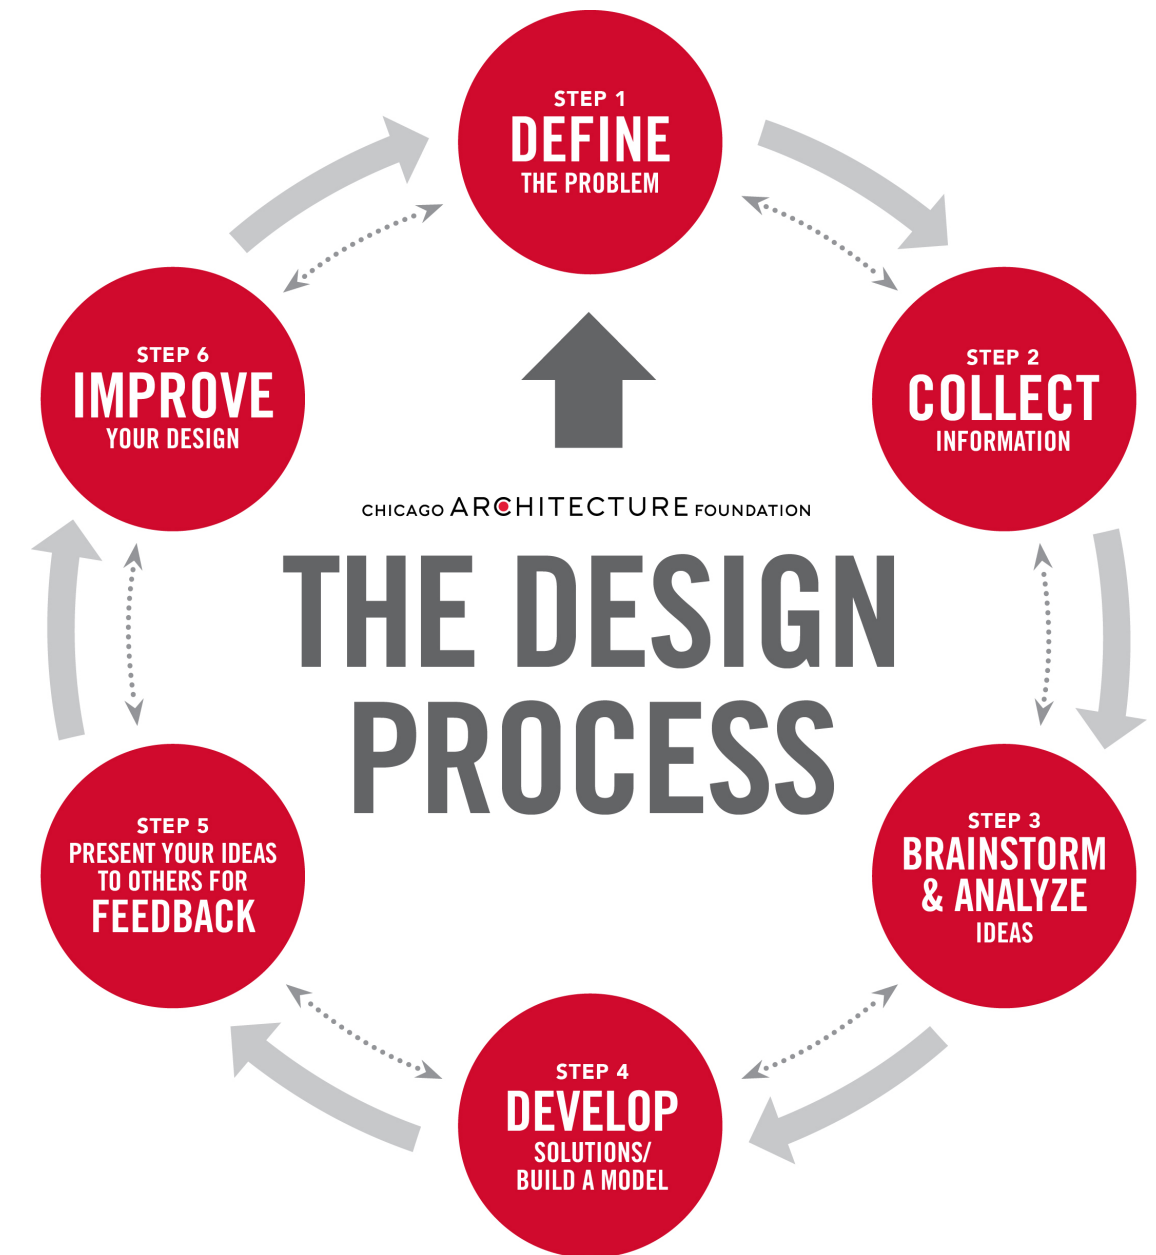 STEP 1
DEFINE
THE PROBLEM
STEP 2
COLLECT
INFORMATION
STEP 3
BRAINSTORM
& ANALYZE
IDEAS
STEP 4
DEVELOP
SOLUTIONS/
BUILD A MODEL
STEP 5
PRESENT YOUR IDEAS
TO OTHERS FOR
FEEDBACK
STEP 6
IMPROVE
YOUR DESIGN
CHICAGO ARCHITECTURE FOUNDATION
THE DESIGN
PROCESS